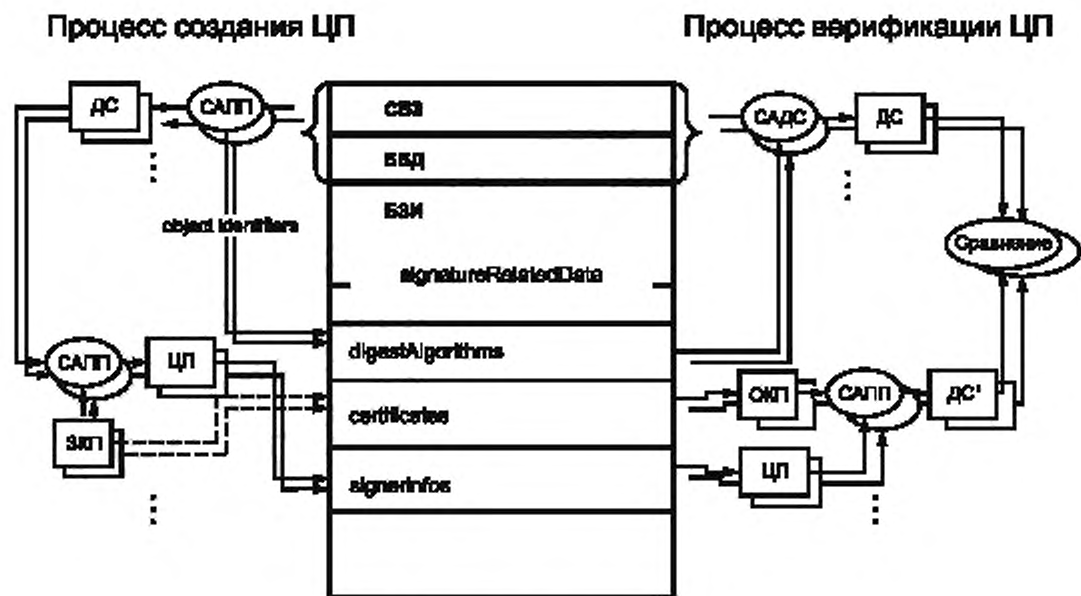 Процесс создания ЦП
Процесс верификации ЦП
ДС
САПП
СВЗ
САДС
ДС
ВВД
БЗИ
object identifiers
Сравнение
signatureRelatedData
САПП
ЦП
digestAlgorithms
ОКП
САПП
ДС'
certificates
ЗКП
ЦП
signerInfos